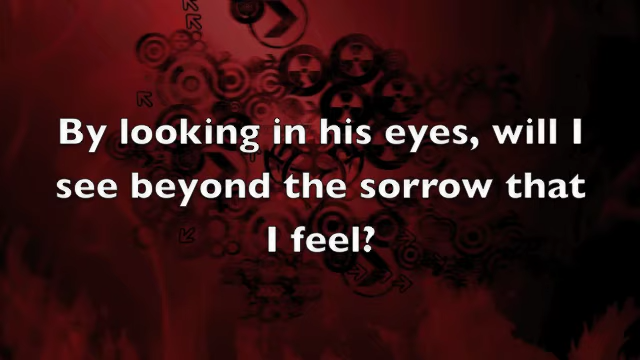 By looking in his eyes, will I
see beyond the sorrow that
I feel?